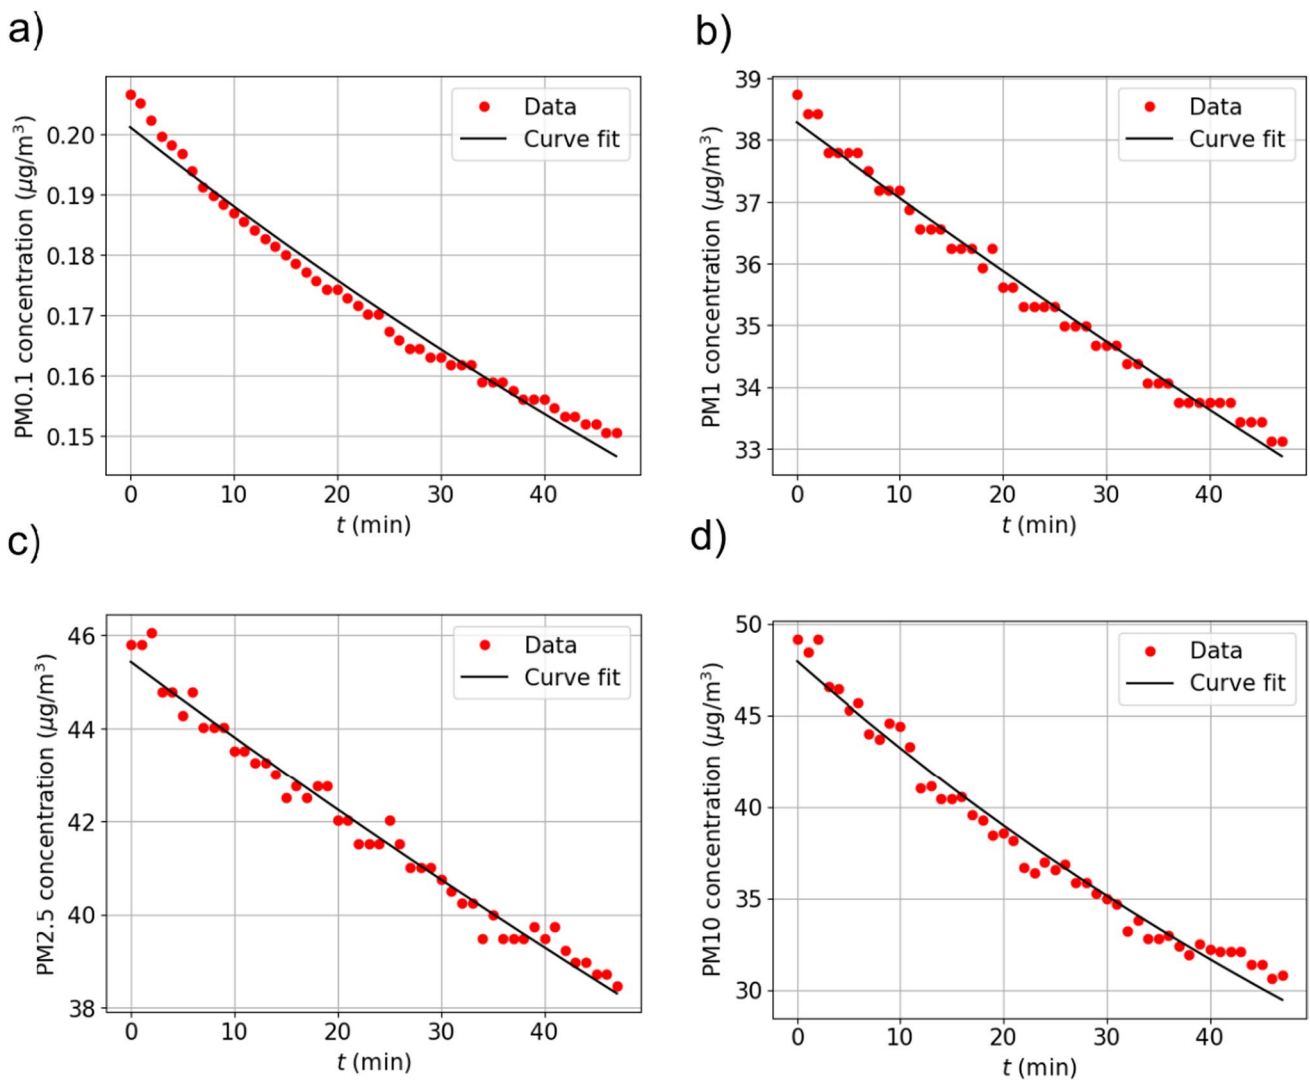 a)
PM0.1 concentration (μg/m³)
0.20
0.19
0.18
0.17
0.16
0.15
Data
Curve fit
0 10 20 30 40
t (min)
b)
PM1 concentration (μg/m³)
39
38
37
36
35
34
33
Data
Curve fit
0 10 20 30 40
t (min)
c)
PM2.5 concentration (μg/m³)
46
44
42
40
38
Data
Curve fit
0 10 20 30 40
t (min)
d)
PM10 concentration (μg/m³)
50
45
40
35
30
Data
Curve fit
0 10 20 30 40
t (min)